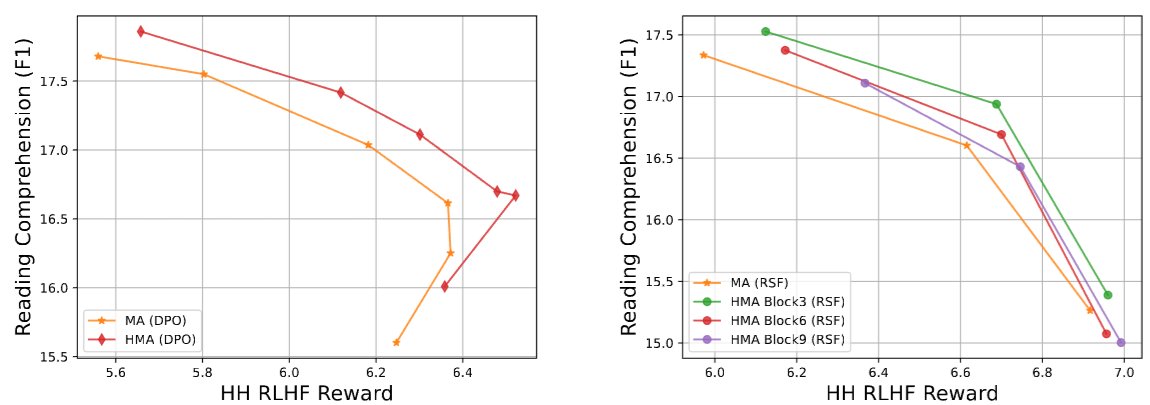 Reading Comprehension (F1)
17.5
17.0
16.5
16.0
15.5
5.6 5.8 6.0 6.2 6.4
HH RLHF Reward
MA (DPO)
HMA (DPO)
Reading Comprehension (F1)
17.5
17.0
16.5
16.0
15.5
15.0
6.0 6.2 6.4 6.6 6.8 7.0
HH RLHF Reward
MA (RSF)
HMA Block3 (RSF)
HMA Block6 (RSF)
HMA Block9 (RSF)